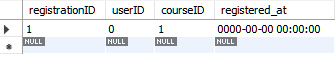 registrationID userID courseID registered_at
1 0 1 0000-00-00 00:00:00
NULL NULL NULL NULL